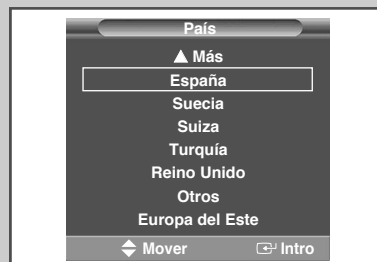 País
▲ Más
España
Suecia
Suiza
Turquía
Reino Unido
Otros
Europa del Este
Mover Intro